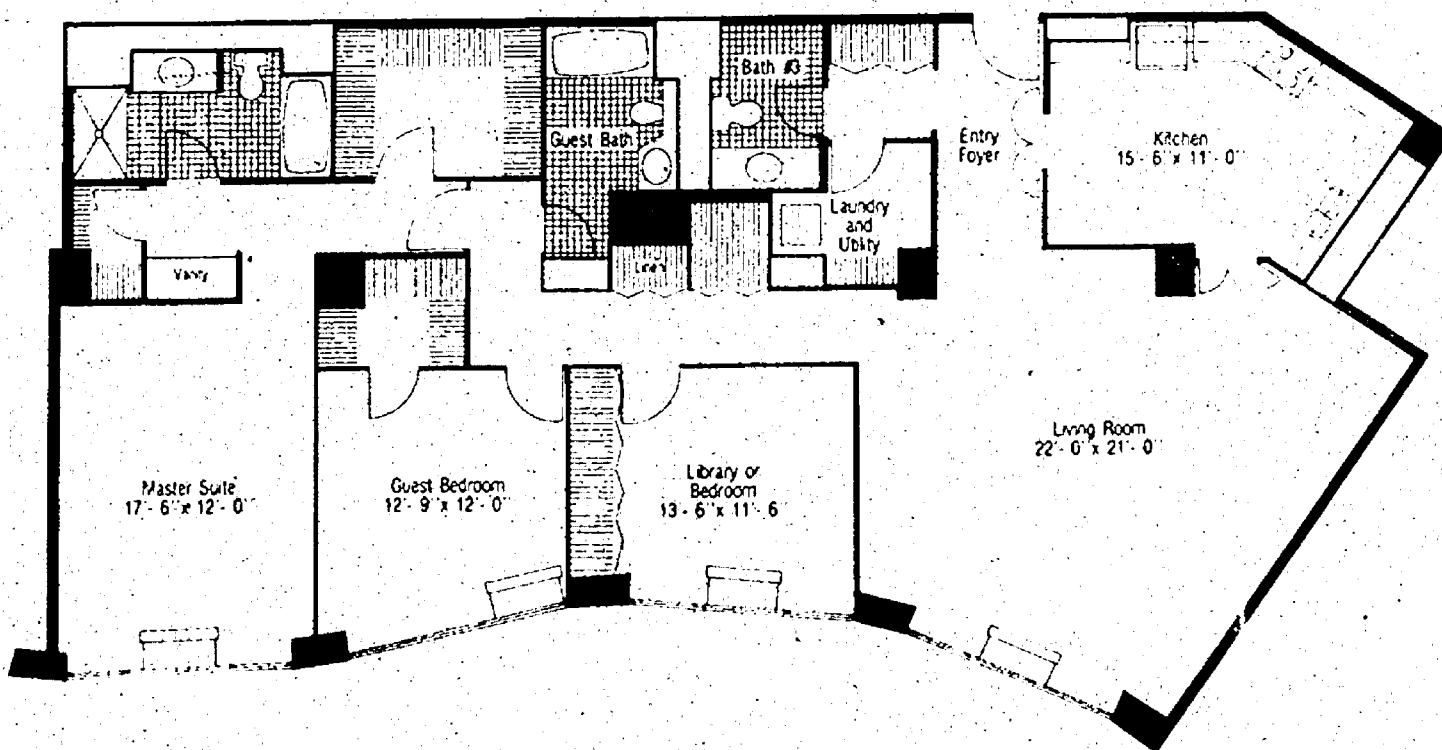 Bath #3
Guest Bath
Entry
Foyer
Kitchen
15'- 6" x 11'- 0"
Laundry
and
Utility
Vanity
Linen
Living Room
22'- 0" x 21'- 0"
Master Suite
17'- 6" x 12'- 0"
Guest Bedroom
12'- 9" x 12'- 0"
Library or
Bedroom
13'- 6" x 11'- 6"